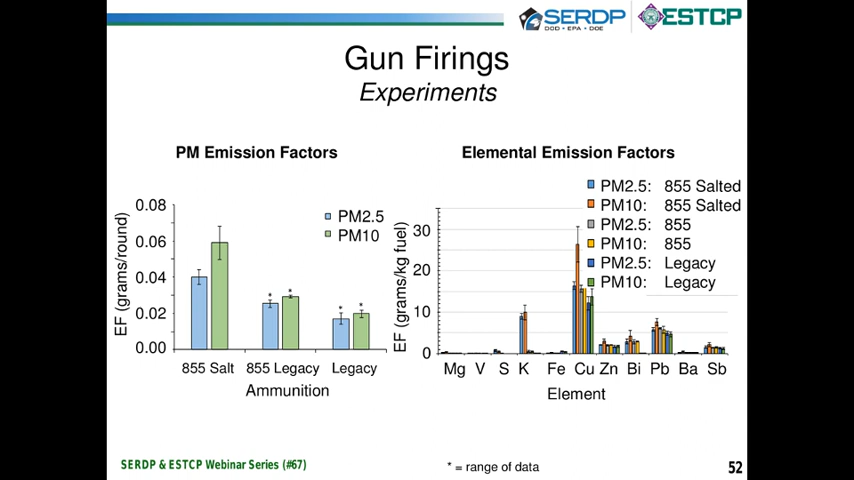 SERDP
DOD • EPA • DOE
ESTCP
Gun Firings
Experiments
PM Emission Factors
EF (grams/round)
0.08
0.06
0.04
0.02
0.00
PM2.5
PM10
855 Salt
855 Legacy
Legacy
* * * *
Ammunition
Elemental Emission Factors
EF (grams/kg fuel)
30
20
10
0
PM2.5: 855 Salted
PM10: 855 Salted
PM2.5: 855
PM10: 855
PM2.5: Legacy
PM10: Legacy
Mg V S K Fe Cu Zn Bi Pb Ba Sb
Element
SERDP & ESTCP Webinar Series (#67)
* = range of data
52